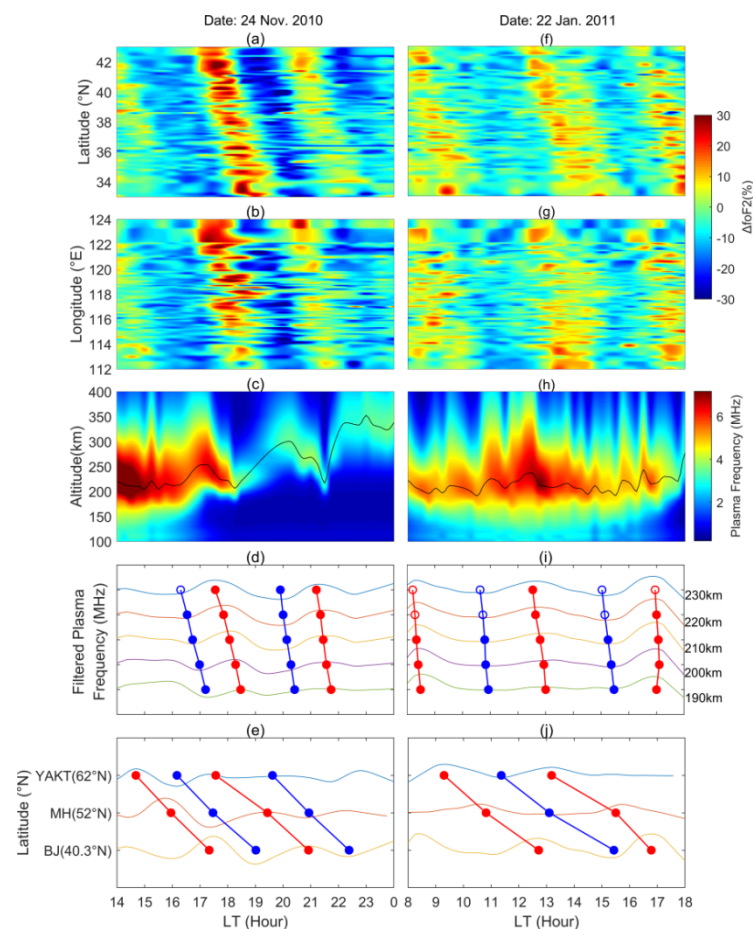 Date: 24 Nov. 2010
Date: 22 Jan. 2011
(a)
(f)
Latitude (°N)
42
40
38
36
34
(b)
(g)
Longitude (°E)
124
122
120
118
116
114
112
30
20
10
0
-10
-20
-30
Δf0F2(%)
(c)
(h)
Altitude(km)
400
350
300
250
200
150
100
6
4
2
Plasma Frequency (MHz)
(d)
(i)
Filtered Plasma
Frequency (MHz)
230km
220km
210km
200km
190km
(e)
(j)
Latitude (°N)
YAKT(62°N)
MH(52°N)
BJ(40.3°N)
14 15 16 17 18 19 20 21 22 23 0
8 9 10 11 12 13 14 15 16 17 18
LT (Hour)
LT (Hour)